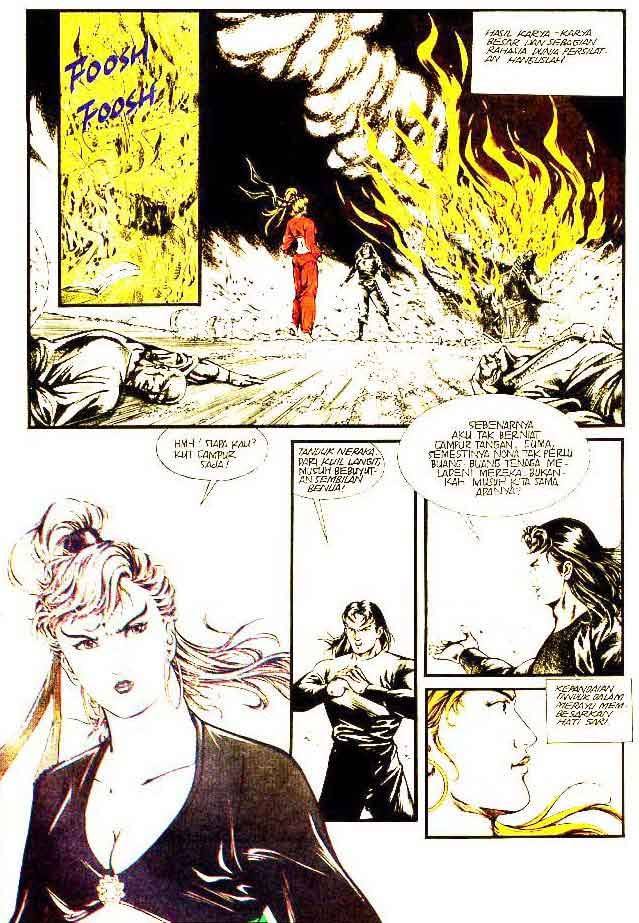 FOOSH
FOOSH
HASIL KARYA-KARYA
BESAR DAN SEBAGIAN
RAHASIA DUNIA PERSILAT-
AN HANGUSLAH
HMH! SIAPA KAU?
KUT CAMPUR
SAJA!
TANDUK NERAKA
DARI KUIL LANGIT,
MUSUH BEBUYUT-
AN SEMBILAN
BENUA!
SEBENARNYA
AKU TAK BERNIAT
CAMPUR TANGAN. CUMA,
SEMESTINYA NONA TAK PERLU
BUANG-BUANG TENAGA ME-
LADENI MEREKA. BUKAN-
KAH MUSUH KITA SAMA
ADANYA?
KEPANDAIAN
TANDUK DALAM
MERAYU MEM-
BESARKAN
HATI SAKI.